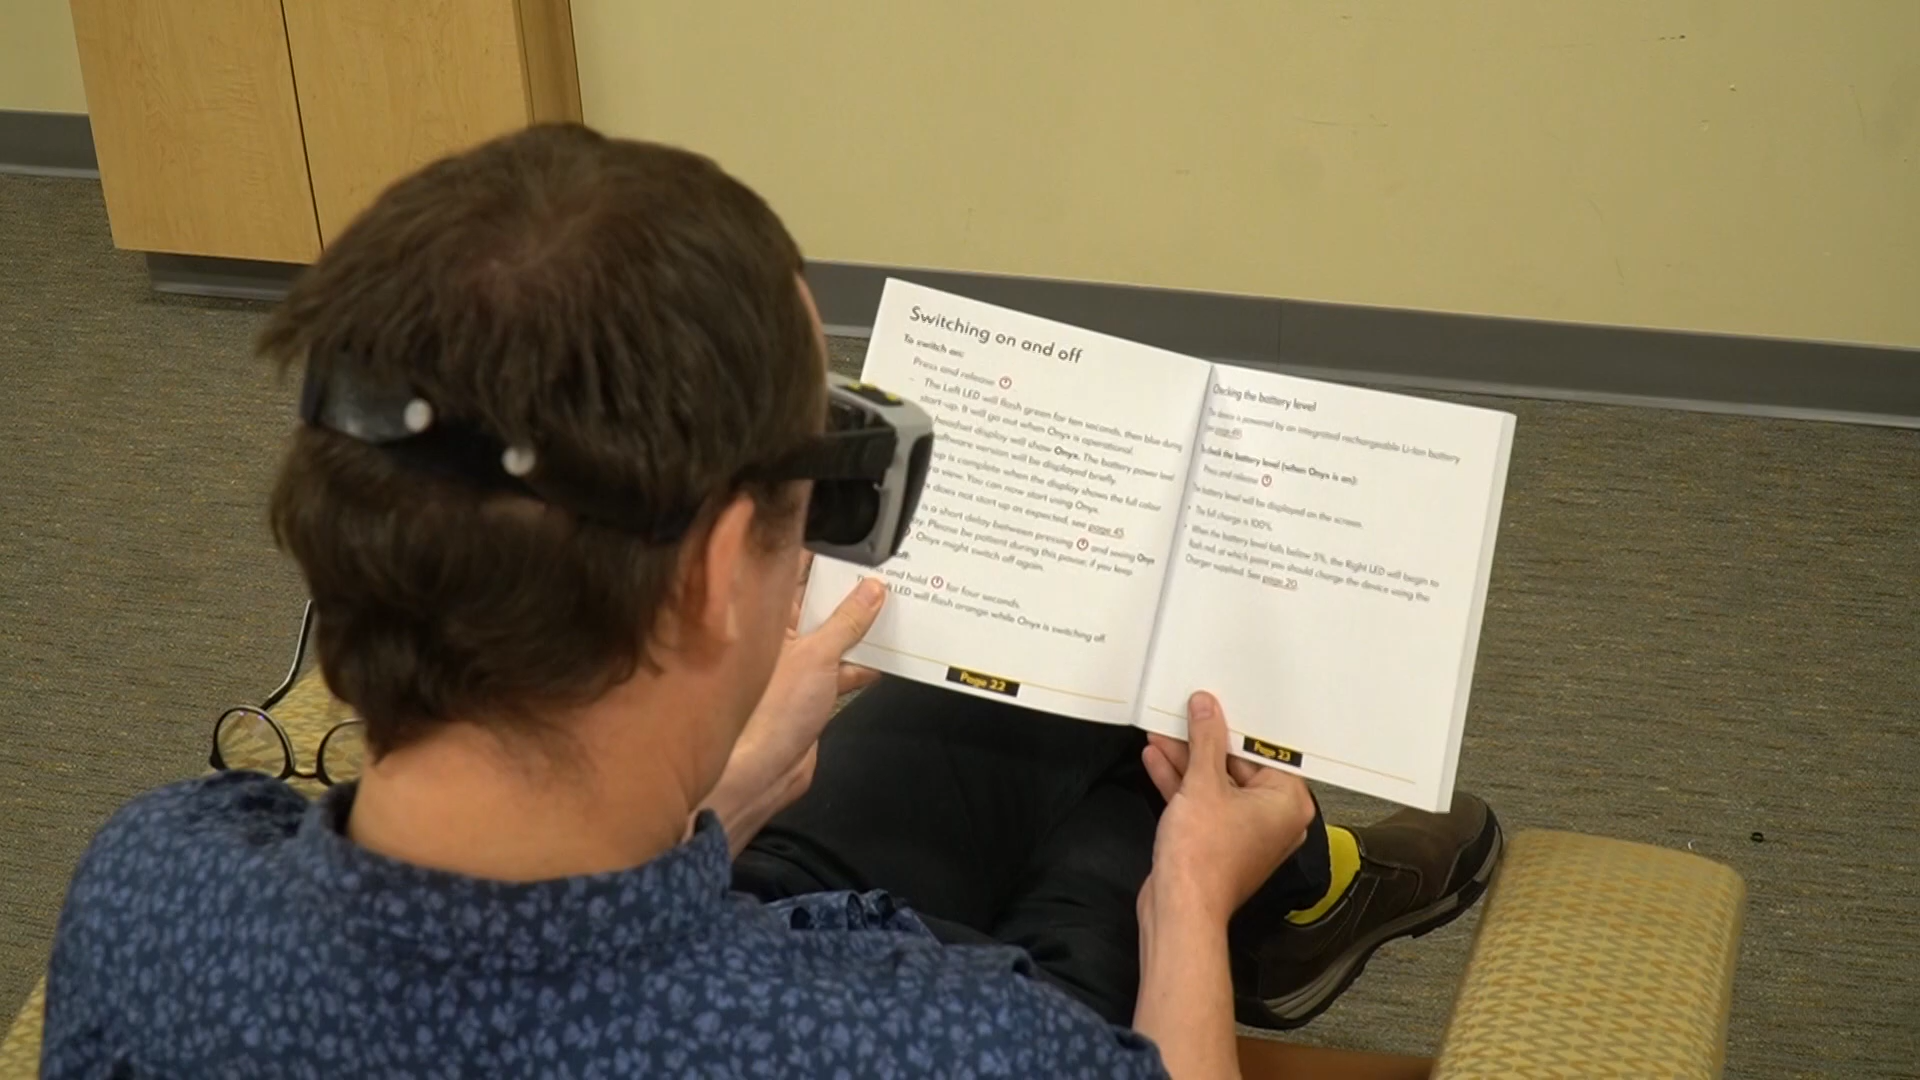 Switching on and off
To switch on:
Press and release
The Left LED will flash green for ten seconds, then blue during
start-up. It will go out when Onyx is operational.
headset display will show Onyx. The battery power level
software version will be displayed briefly.
up is complete when the display shows the full colour
view. You can now start using Onyx.
does not start up as expected, see page 45.
is a short delay between pressing and seeing Onyx
Please be patient during this pause; if you keep
Onyx might switch off again.
off:
and hold for four seconds.
LED will flash orange while Onyx is switching off.
Page 22
Checking the battery level
device is powered by an integrated rechargeable Li-Ion battery
page
check the battery level (when Onyx is on):
Press and release
The battery level will be displayed on the screen.
• The full charge is 100%.
• When the battery level falls below 5%, the Right LED will begin to
flash red, at which point you should charge the device using the
Charger supplied. See page 20.
Page 23